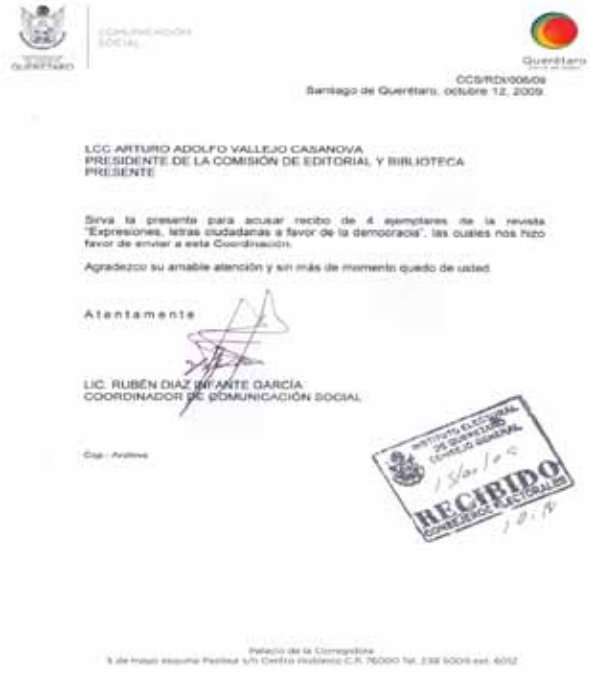 COMUNICACIÓN
SOCIAL
QUERÉTARO
Querétaro
CCS/RDI/006/09
Santiago de Querétaro, octubre 12, 2009.
LCC ARTURO ADOLFO VALLEJO CASANOVA
PRESIDENTE DE LA COMISIÓN DE EDITORIAL Y BIBLIOTECA
PRESENTE
Sirva la presente para acusar recibo de 4 ejemplares de la revista
"Expresiones, letras ciudadanas a favor de la democracia", las cuales nos hizo
favor de enviar a esta Coordinación.
Agradezco su amable atención y sin más de momento quedo de usted.
Atentamente
LIC. RUBÉN DIAZ INFANTE GARCÍA
COORDINADOR DE COMUNICACIÓN SOCIAL
Ccp.- Archivo
INSTITUTO ELECTORAL
DE QUERETARO
CONSEJO GENERAL
RECIBIDO
CONSEJEROS ELECTORALES
Palacio de la Corregidora
5 de mayo esquina Pasteur s/n Centro Histórico C.P. 76000 Tel. 238 5000 ext. 6012